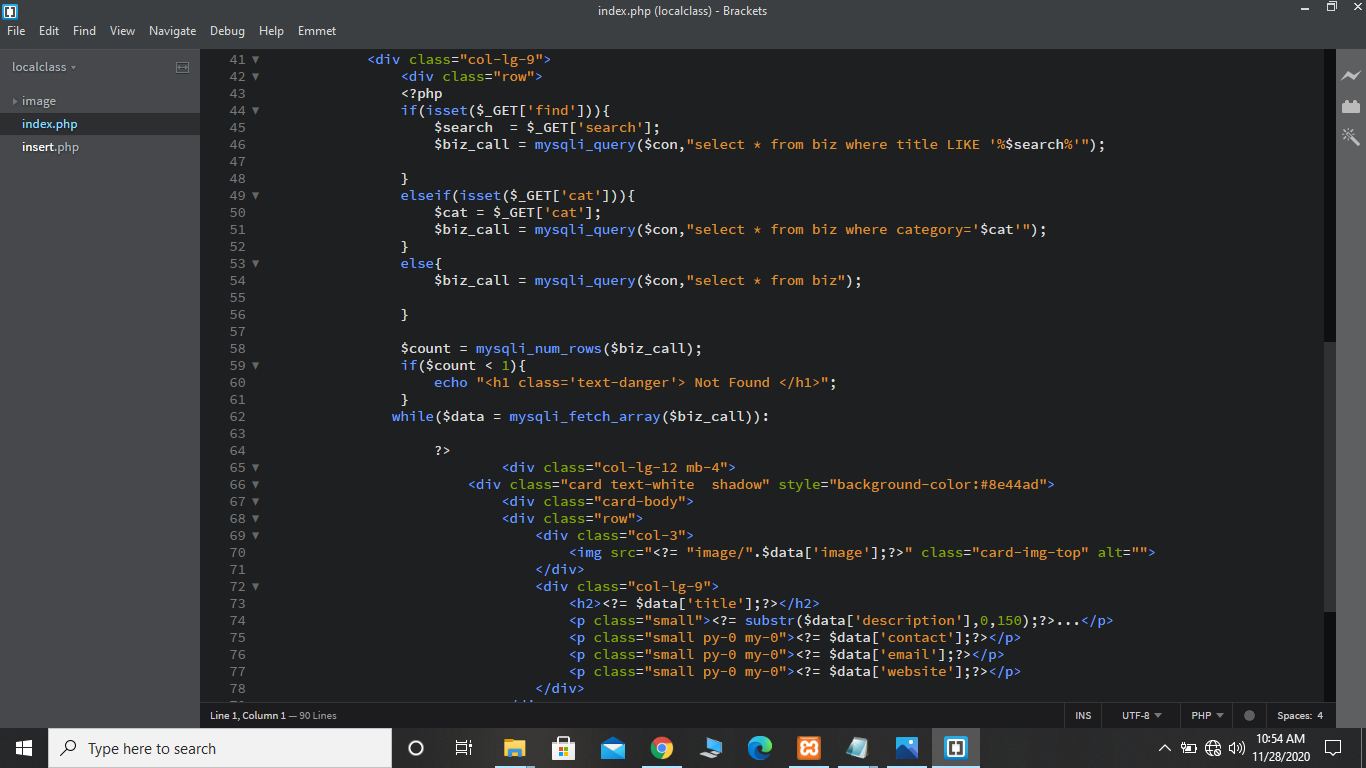 index.php (localclass) - Brackets
File Edit Find View Navigate Debug Help Emmet
localclass
image
index.php
insert.php
41 <div class="col-lg-9">
42 <div class="row">
43 <?php
44 if(isset($_GET['find'])){
45 $search  = $_GET['search'];
46 $biz_call = mysqli_query($con,"select * from biz where title LIKE '%$search%'");
47
48 }
49 elseif(isset($_GET['cat'])){
50 $cat = $_GET['cat'];
51 $biz_call = mysqli_query($con,"select * from biz where category='$cat'");
52 }
53 else{
54 $biz_call = mysqli_query($con,"select * from biz");
55
56 }
57
58 $count = mysqli_num_rows($biz_call);
59 if($count < 1){
60 echo "<h1 class='text-danger'> Not Found </h1>";
61 }
62 while($data = mysqli_fetch_array($biz_call)):
63
64 ?>
65 <div class="col-lg-12 mb-4">
66 <div class="card text-white  shadow" style="background-color:#8e44ad">
67 <div class="card-body">
68 <div class="row">
69 <div class="col-3">
70 <img src="<?= "image/".$data['image'];?>" class="card-img-top" alt="">
71 </div>
72 <div class="col-lg-9">
73 <h2><?= $data['title'];?></h2>
74 <p class="small"><?= substr($data['description'],0,150);?>...</p>
75 <p class="small py-0 my-0"><?= $data['contact'];?></p>
76 <p class="small py-0 my-0"><?= $data['email'];?></p>
77 <p class="small py-0 my-0"><?= $data['website'];?></p>
78 </div>
Line 1, Column 1 — 90 Lines
INS UTF-8 PHP Spaces: 4
Type here to search
10:54 AM
11/28/2020